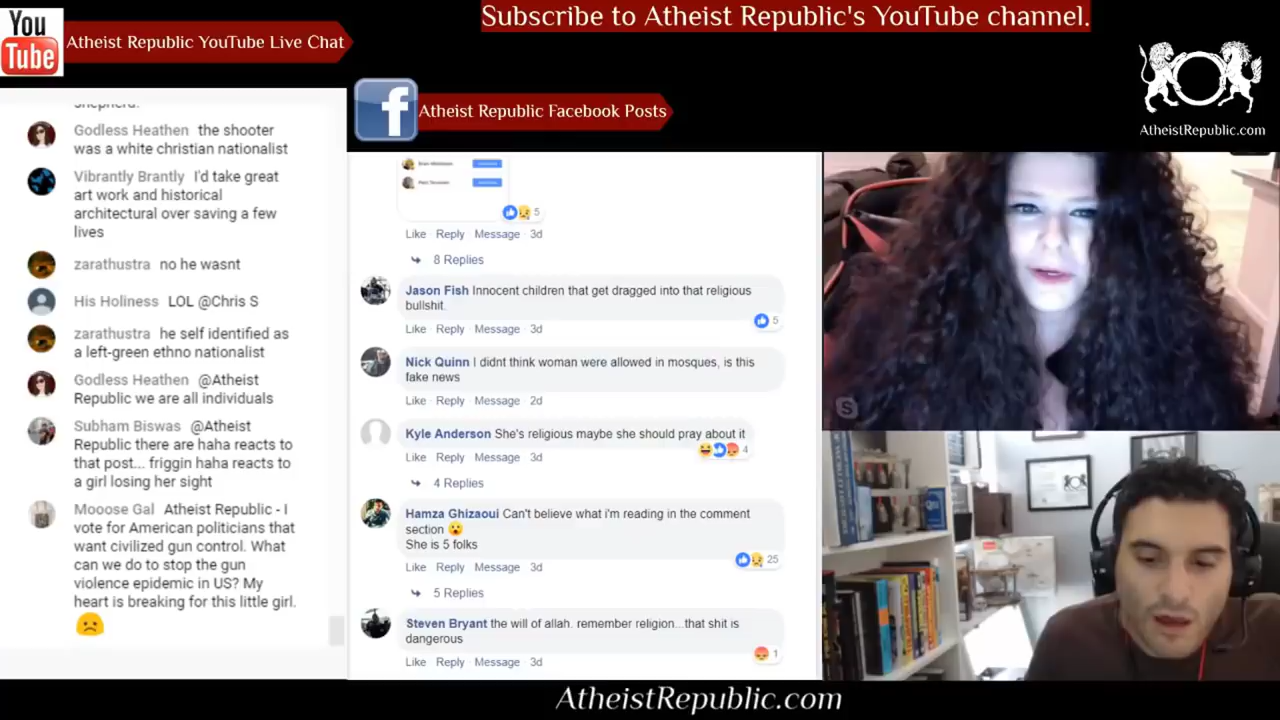 Subscribe to Atheist Republic's YouTube channel.
You
Tube
Atheist Republic YouTube Live Chat
f
Atheist Republic Facebook Posts
AtheistRepublic.com
shepherd.
Godless Heathen the shooter
was a white christian nationalist
Vibrantly Brantly I'd take great
art work and historical
architectural over saving a few
lives
zarathustra no he wasnt
His Holiness LOL @Chris S
zarathustra he self identified as
a left-green ethno nationalist
Godless Heathen @Atheist
Republic we are all individuals
Subham Biswas @Atheist
Republic there are haha reacts to
that post... friggin haha reacts to
a girl losing her sight
Mooose Gal Atheist Republic - I
vote for American politicians that
want civilized gun control. What
can we do to stop the gun
violence epidemic in US? My
heart is breaking for this little girl.
5
Like Reply Message 3d
8 Replies
Jason Fish Innocent children that get dragged into that religious
bullshit.
5
Like Reply Message 3d
Nick Quinn I didnt think woman were allowed in mosques, is this
fake news
Like Reply Message 2d
Kyle Anderson She's religious maybe she should pray about it
4
Like Reply Message 3d
4 Replies
Hamza Ghizaoui Can't believe what i'm reading in the comment
section
She is 5 folks
25
Like Reply Message 3d
5 Replies
Steven Bryant the will of allah. remember religion...that shit is
dangerous
1
Like Reply Message 3d
AtheistRepublic.com